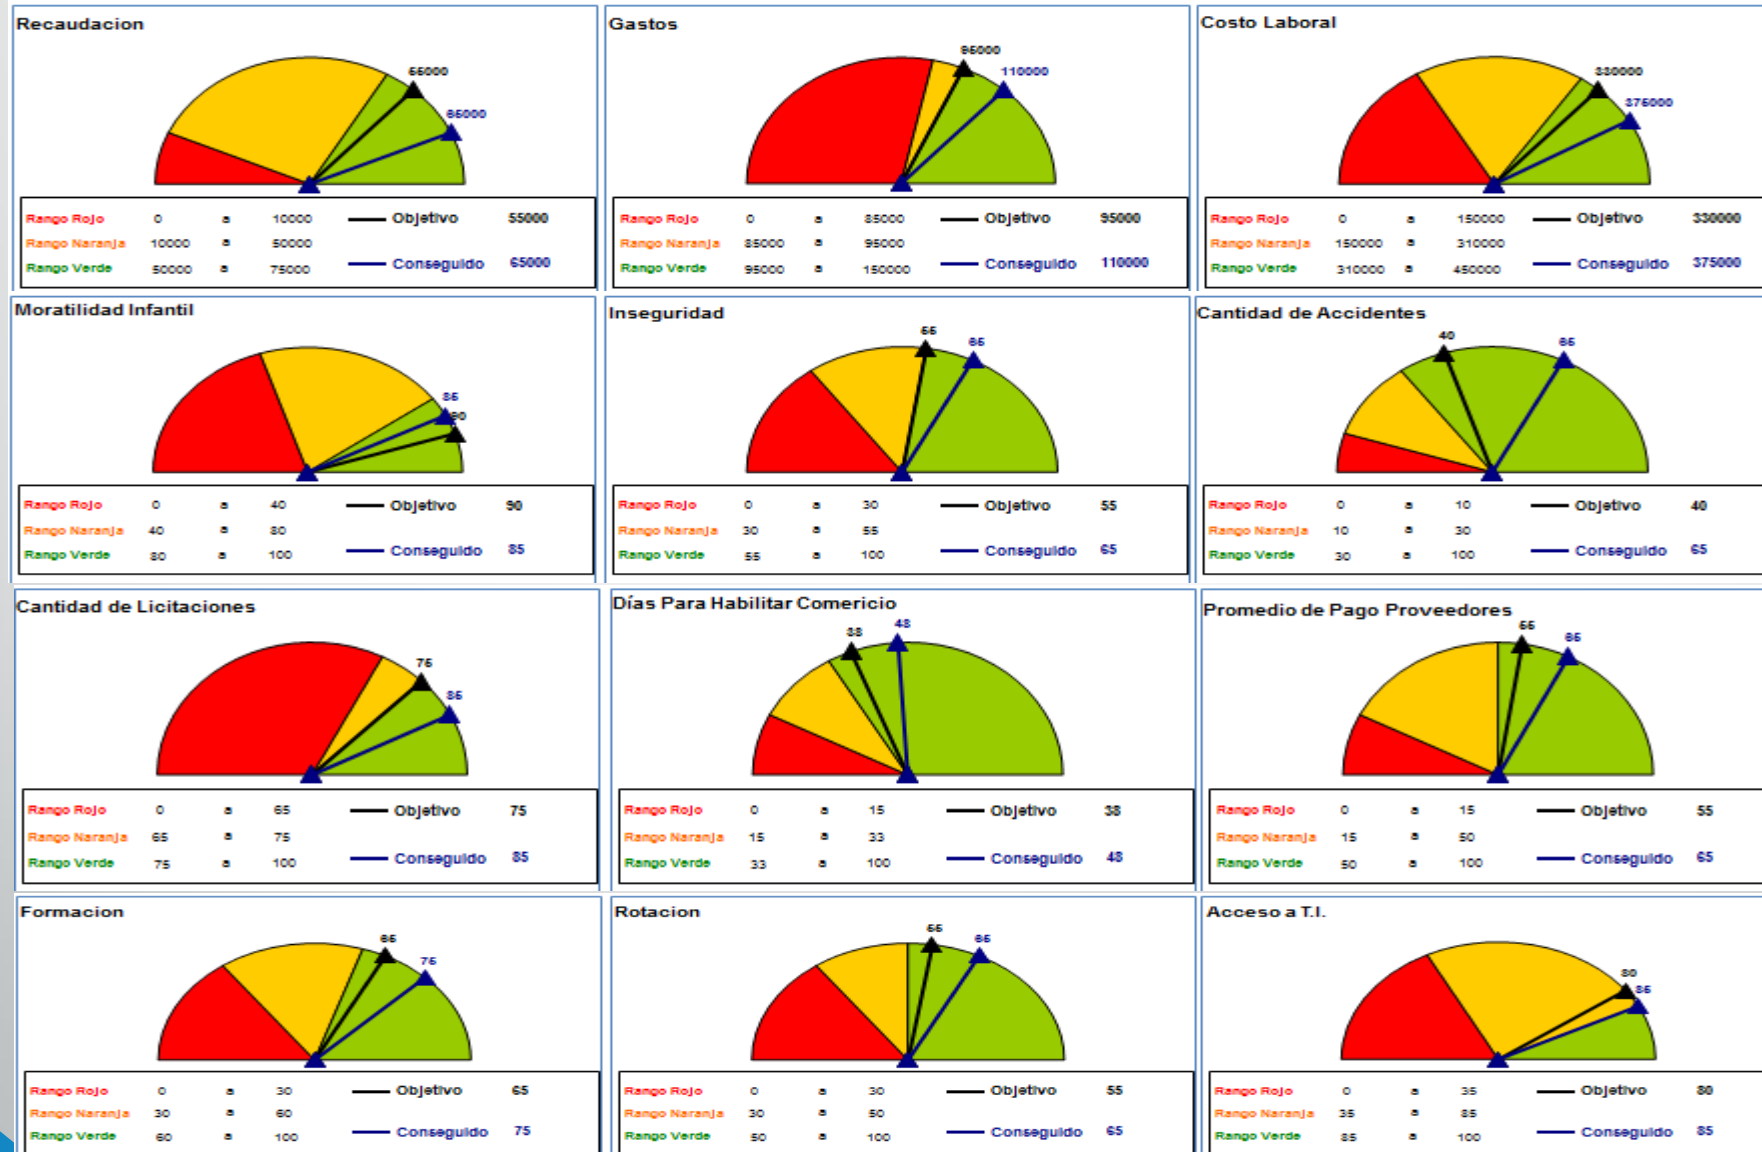 Recaudacion
55000
65000
Rango Rojo 0 a 10000 Objetivo 55000
Rango Naranja 10000 a 50000
Rango Verde 50000 a 75000 Conseguido 65000
Gastos
95000
110000
Rango Rojo 0 a 85000 Objetivo 95000
Rango Naranja 85000 a 95000
Rango Verde 95000 a 150000 Conseguido 110000
Costo Laboral
330000
375000
Rango Rojo 0 a 150000 Objetivo 330000
Rango Naranja 150000 a 310000
Rango Verde 310000 a 450000 Conseguido 375000
Moratilidad Infantil
85
90
Rango Rojo 0 a 40 Objetivo 90
Rango Naranja 40 a 80
Rango Verde 80 a 100 Conseguido 85
Inseguridad
55
65
Rango Rojo 0 a 30 Objetivo 55
Rango Naranja 30 a 55
Rango Verde 55 a 100 Conseguido 65
Cantidad de Accidentes
40
65
Rango Rojo 0 a 10 Objetivo 40
Rango Naranja 10 a 30
Rango Verde 30 a 100 Conseguido 65
Cantidad de Licitaciones
75
85
Rango Rojo 0 a 65 Objetivo 75
Rango Naranja 65 a 75
Rango Verde 75 a 100 Conseguido 85
Días Para Habilitar Comericio
38
48
Rango Rojo 0 a 15 Objetivo 38
Rango Naranja 15 a 33
Rango Verde 33 a 100 Conseguido 48
Promedio de Pago Proveedores
55
65
Rango Rojo 0 a 15 Objetivo 55
Rango Naranja 15 a 50
Rango Verde 50 a 100 Conseguido 65
Formacion
65
75
Rango Rojo 0 a 30 Objetivo 65
Rango Naranja 30 a 60
Rango Verde 60 a 100 Conseguido 75
Rotacion
55
65
Rango Rojo 0 a 30 Objetivo 55
Rango Naranja 30 a 50
Rango Verde 50 a 100 Conseguido 65
Acceso a T.I.
80
85
Rango Rojo 0 a 35 Objetivo 80
Rango Naranja 35 a 85
Rango Verde 85 a 100 Conseguido 85